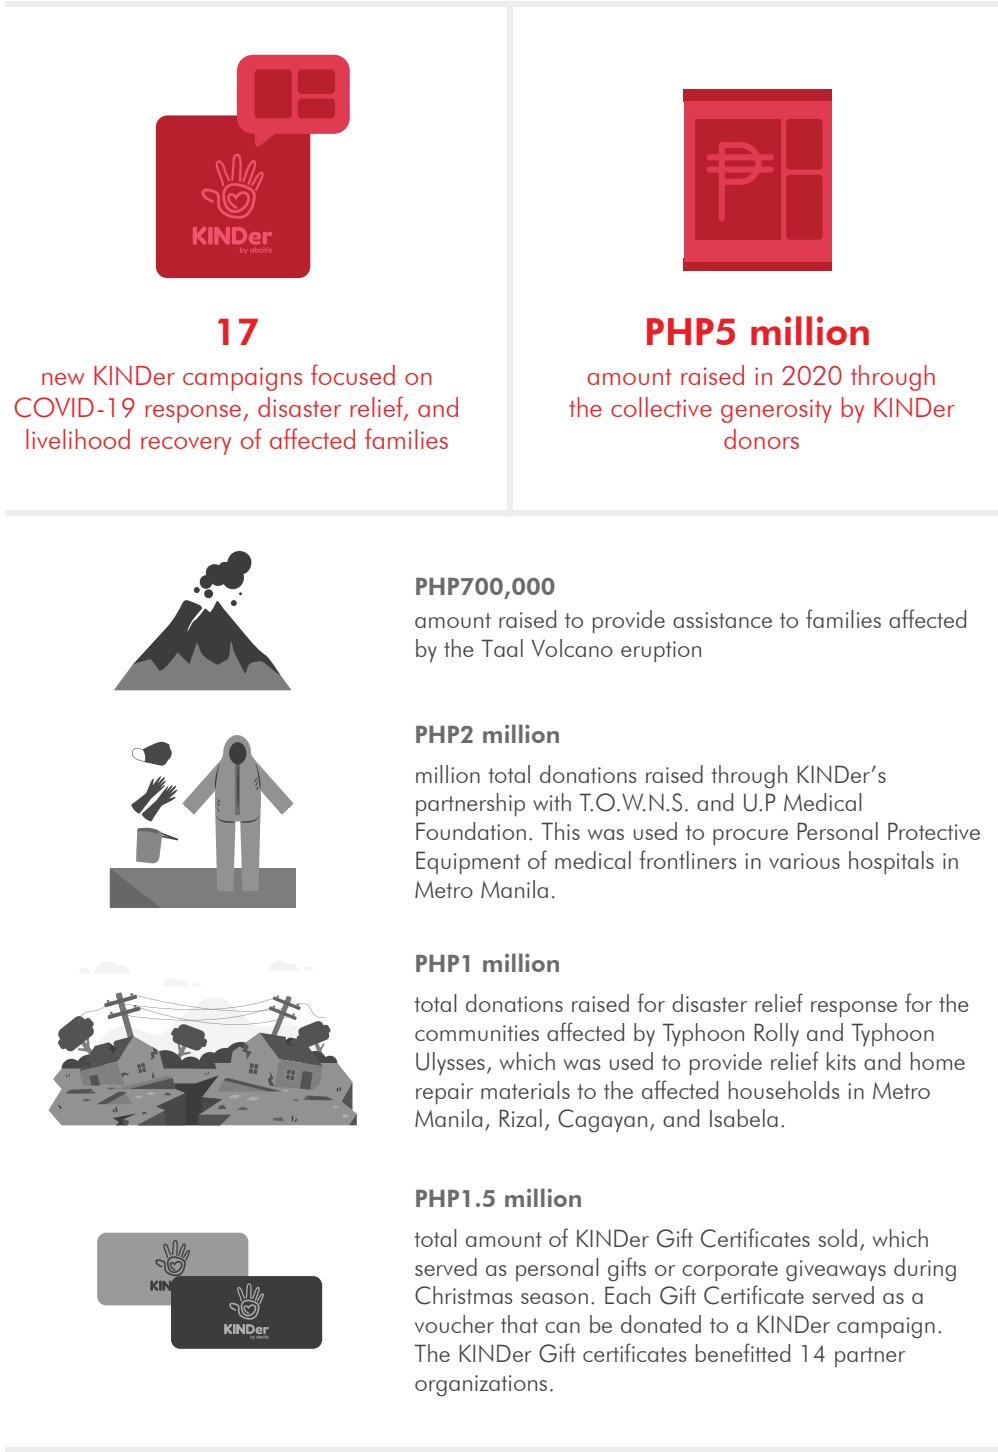 KINDer
by aboitiz
17
new KINDer campaigns focused on
COVID-19 response, disaster relief, and
livelihood recovery of affected families
PHP5 million
amount raised in 2020 through
the collective generosity by KINDer
donors
PHP700,000
amount raised to provide assistance to families affected
by the Taal Volcano eruption
PHP2 million
million total donations raised through KINDer’s
partnership with T.O.W.N.S. and U.P Medical
Foundation. This was used to procure Personal Protective
Equipment of medical frontliners in various hospitals in
Metro Manila.
PHP1 million
total donations raised for disaster relief response for the
communities affected by Typhoon Rolly and Typhoon
Ulysses, which was used to provide relief kits and home
repair materials to the affected households in Metro
Manila, Rizal, Cagayan, and Isabela.
KIN
KINDer
by aboitiz
PHP1.5 million
total amount of KINDer Gift Certificates sold, which
served as personal gifts or corporate giveaways during
Christmas season. Each Gift Certificate served as a
voucher that can be donated to a KINDer campaign.
The KINDer Gift certificates benefitted 14 partner
organizations.